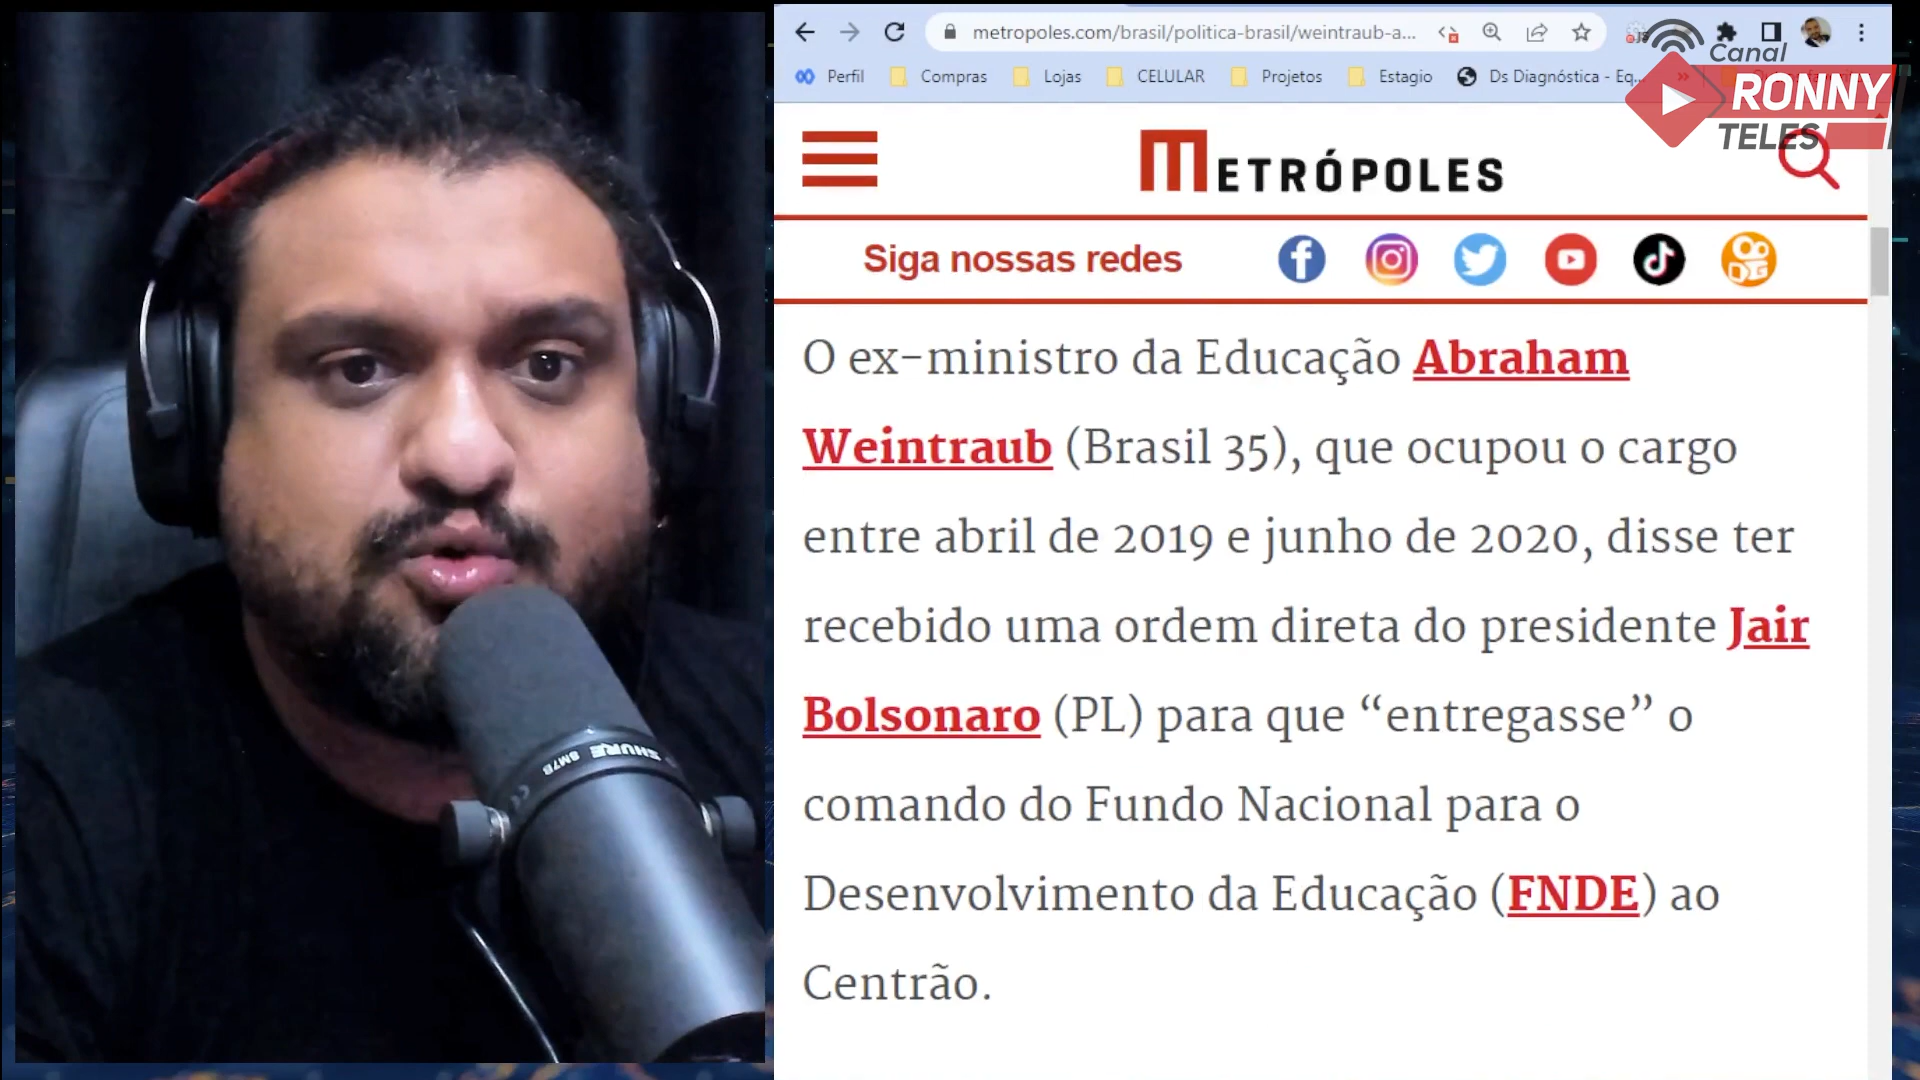 metropoles.com/brasil/politica-brasil/weintraub-a...
Perfil
Compras
Lojas
CELULAR
Projetos
Estagio
Ds Diagnóstica - Eq...
Canal
RONNY
TELES
METRÓPOLES
Siga nossas redes
O ex-ministro da Educação Abraham
Weintraub (Brasil 35), que ocupou o cargo
entre abril de 2019 e junho de 2020, disse ter
recebido uma ordem direta do presidente Jair
Bolsonaro (PL) para que “entregasse” o
comando do Fundo Nacional para o
Desenvolvimento da Educação (FNDE) ao
Centrão.
SHURE SM7B